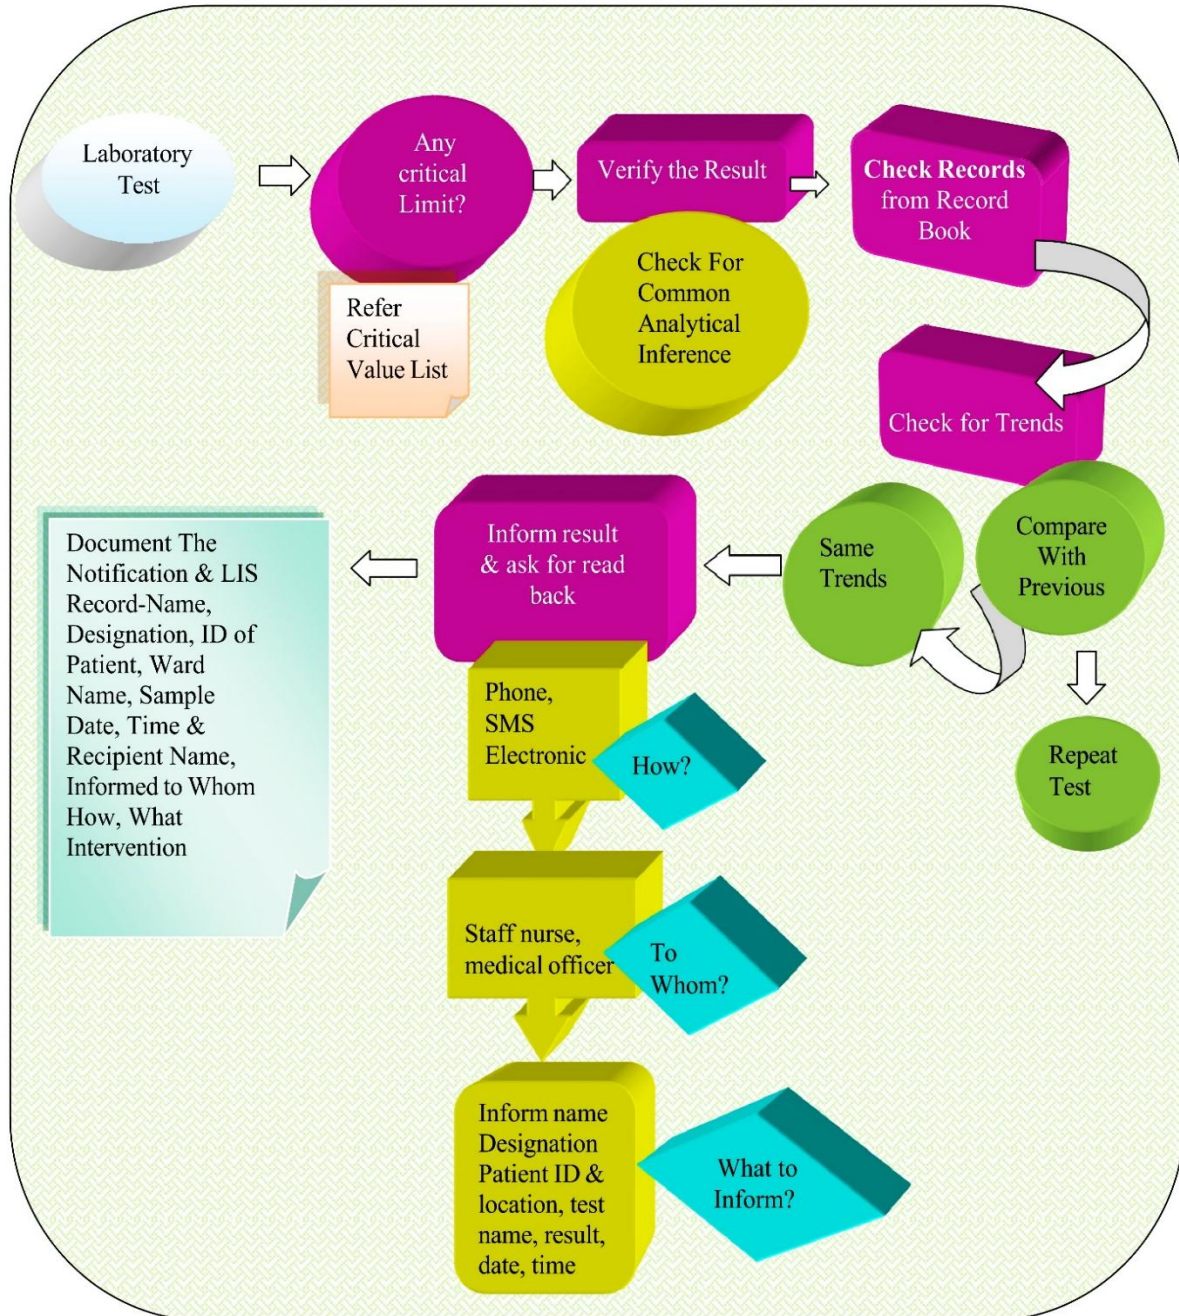 Laboratory
Test
Any
critical
Limit?
Refer
Critical
Value List
Verify the Result
Check For
Common
Analytical
Inference
Check Records
from Record
Book
Check for Trends
Compare
With
Previous
Same
Trends
Repeat
Test
Inform result
& ask for read
back
Phone,
SMS
Electronic
How?
Staff nurse,
medical officer
To
Whom?
Inform name
Designation
Patient ID &
location, test
name, result,
date, time
What to
Inform?
Document The
Notification & LIS
Record-Name,
Designation, ID of
Patient, Ward
Name, Sample
Date, Time &
Recipient Name,
Informed to Whom
How, What
Intervention